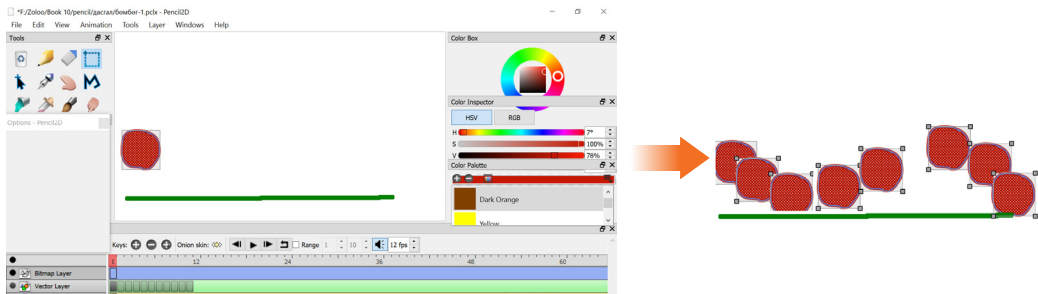 *F:/Zoloo/Book 10/pencil/дасгал/бөмбөг-1.pclx - Pencil2D
File Edit View Animation Tools Layer Windows Help
Tools
Color Box
Options - Pencil2D
Color Inspector
HSV RGB
H 7°
S 100%
V 78%
Color Palette
Dark Orange
Yellow
Keys: Onion skin: Range 1 10 12 fps
1 12 24 36 48 60
Bitmap Layer
Vector Layer